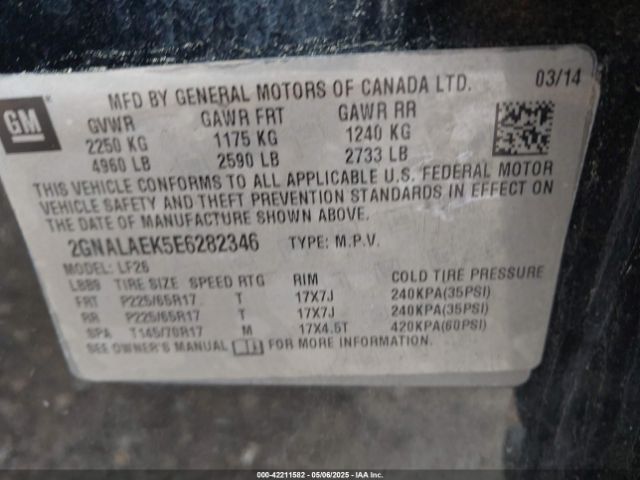 GM
MFD BY GENERAL MOTORS OF CANADA LTD. 03/14
GVWR GAWR FRT GAWR RR
2250 KG 1175 KG 1240 KG
4960 LB 2590 LB 2733 LB
THIS VEHICLE CONFORMS TO ALL APPLICABLE U.S. FEDERAL MOTOR
VEHICLE SAFETY AND THEFT PREVENTION STANDARDS IN EFFECT ON
THE DATE OF MANUFACTURE SHOWN ABOVE.
2GNALAEK5E6282346 TYPE: M.P.V.
MODEL: LF26
LBB9 TIRE SIZE SPEED RTG RIM COLD TIRE PRESSURE
FRT P225/65R17 T 17X7J 240KPA(35PSI)
RR P225/65R17 T 17X7J 240KPA(35PSI)
SPA T145/70R17 M 17X4.5T 420KPA(60PSI)
SEE OWNER'S MANUAL FOR MORE INFORMATION.
000-42211582 05/06/2025 IAA Inc.